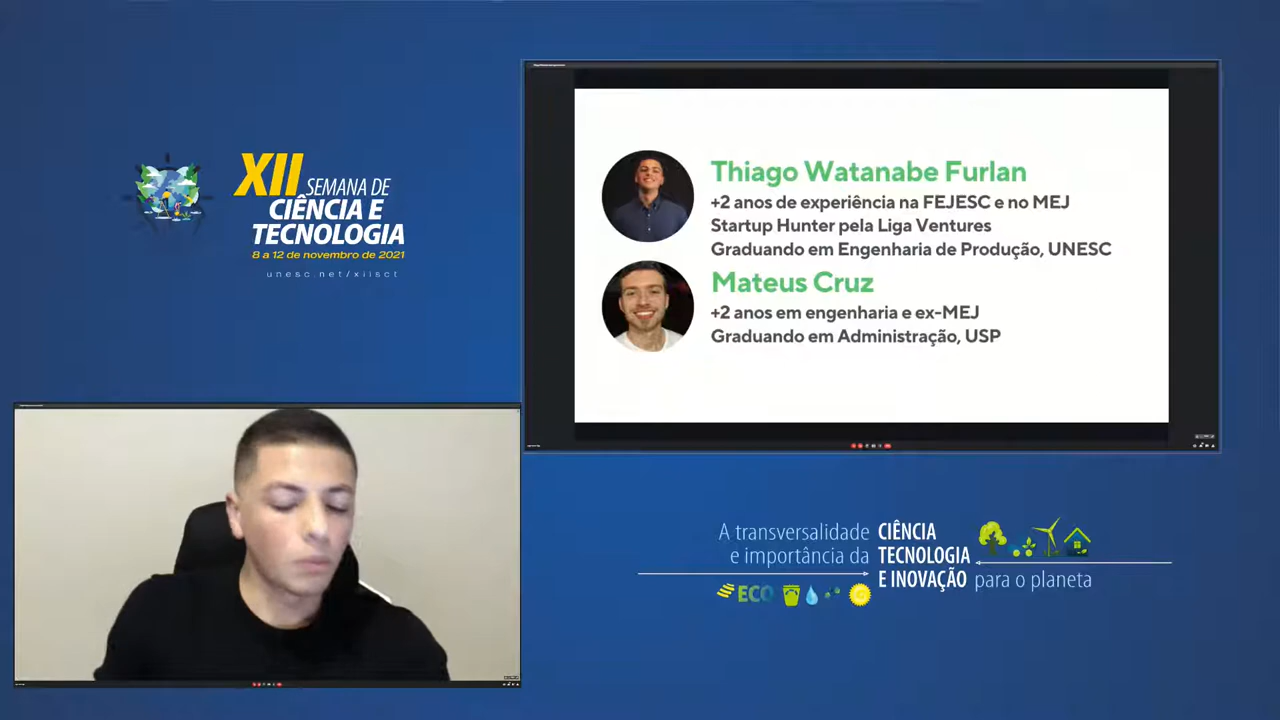 XII SEMANA DE
CIÊNCIA E
TECNOLOGIA
8 a 12 de novembro de 2021
unesc.net/xiisct
Thiago Watanabe Furlan
+2 anos de experiência na FEJESC e no MEJ
Startup Hunter pela Liga Ventures
Graduando em Engenharia de Produção, UNESC
Mateus Cruz
+2 anos em engenharia e ex-MEJ
Graduando em Administração, USP
A transversalidade
e importância da
CIÊNCIA
TECNOLOGIA
E INOVAÇÃO
para o planeta
ECO